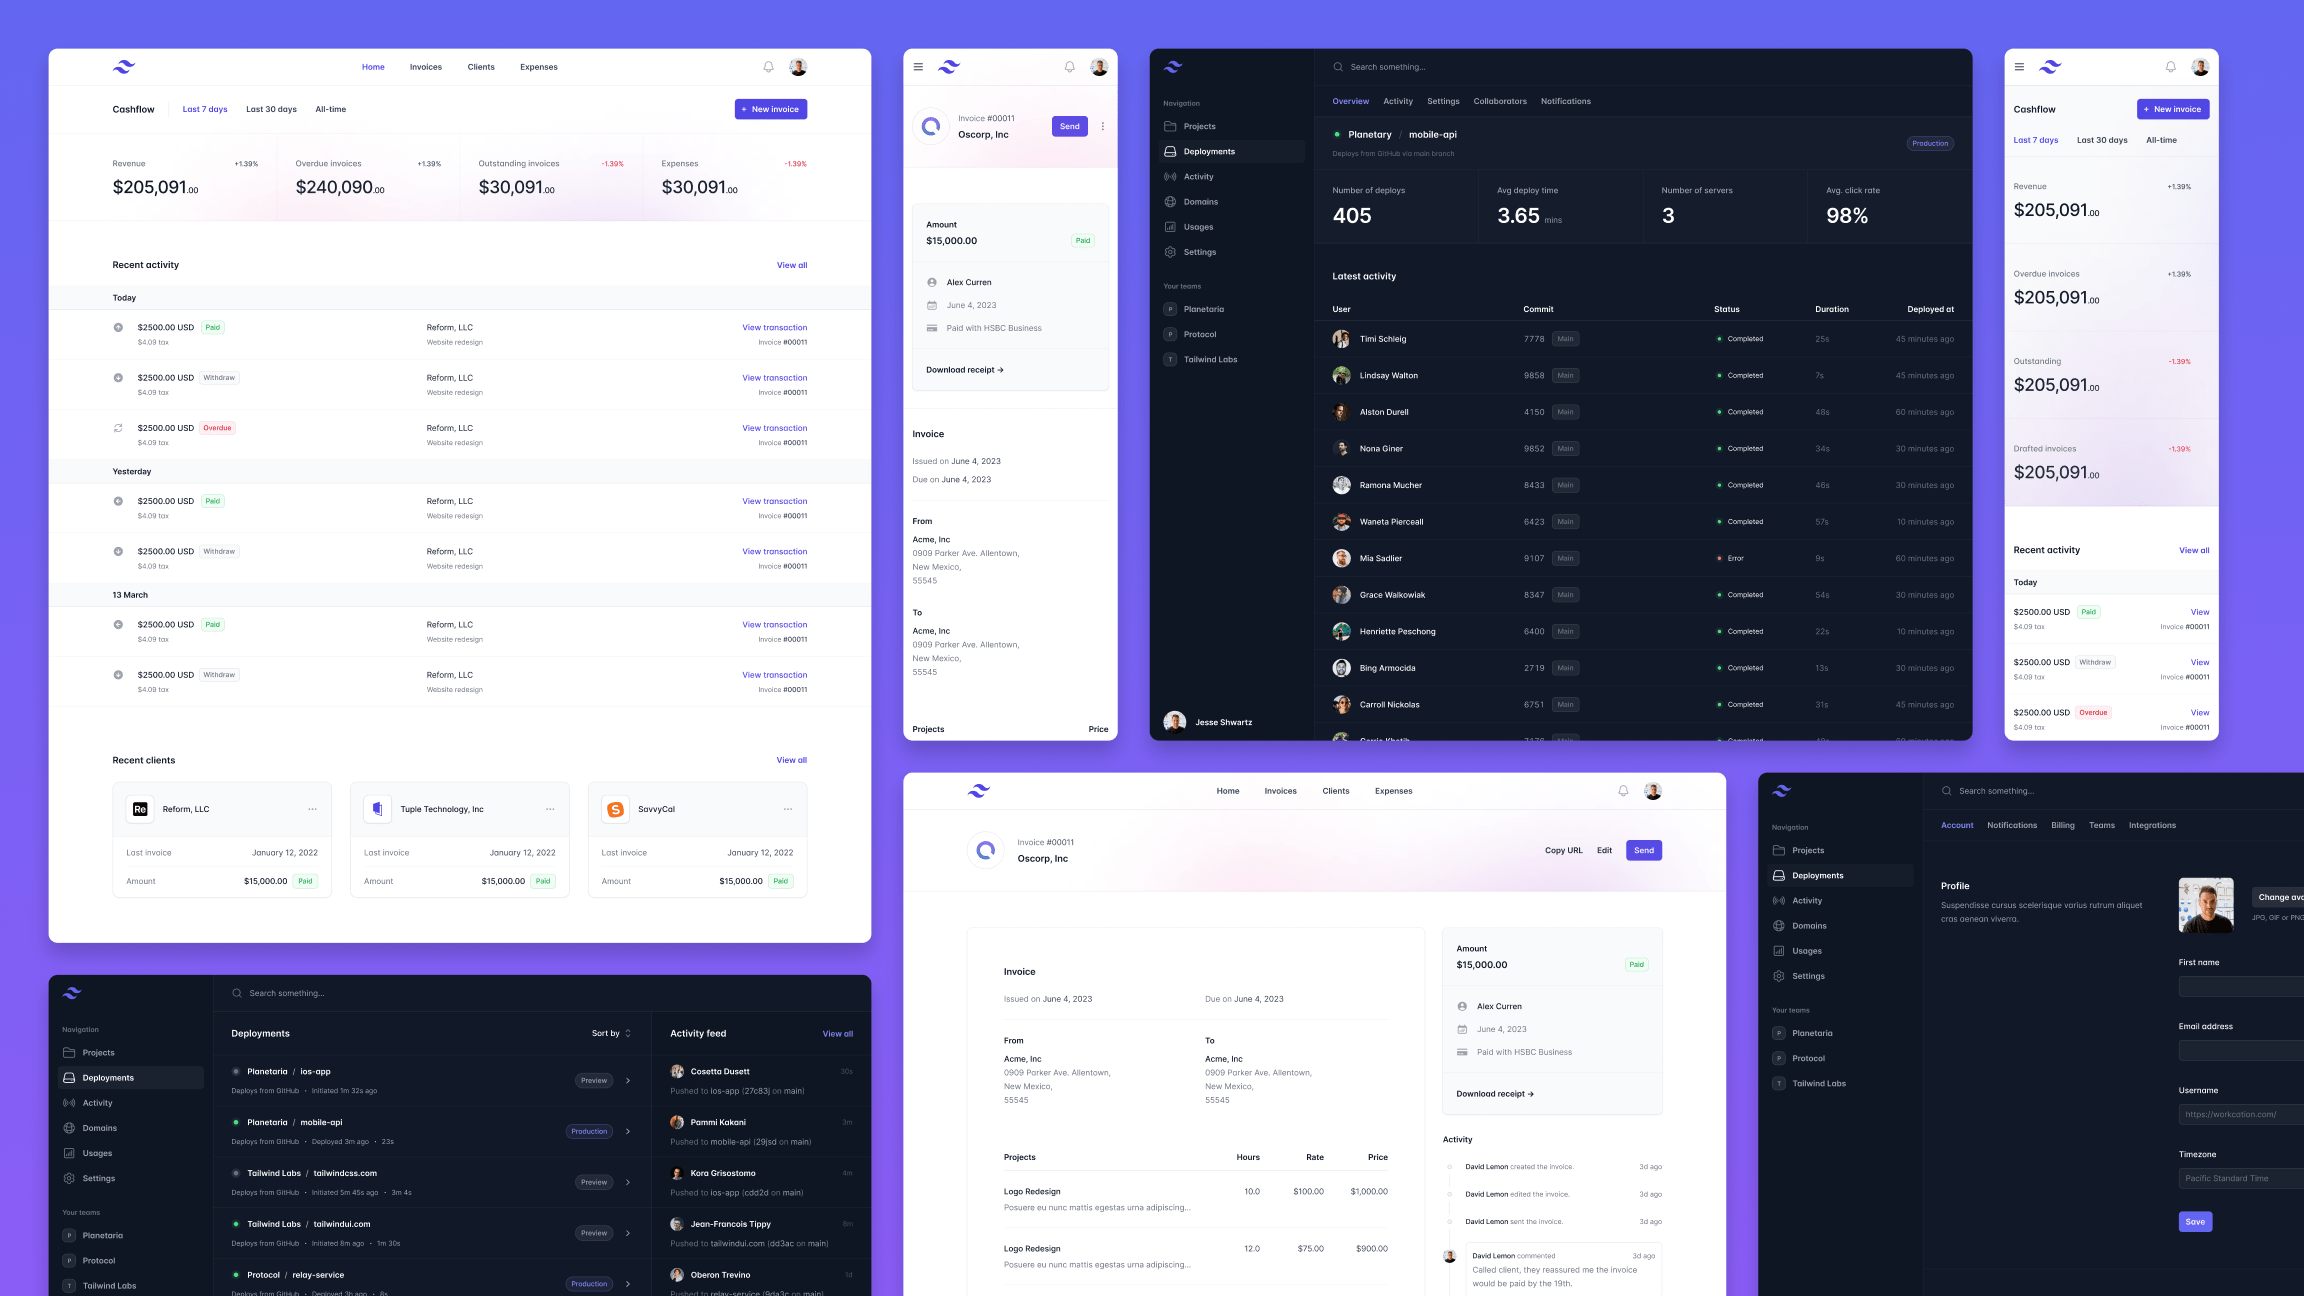 Home Invoices Clients Expenses
Cashflow Last 7 days Last 30 days All-time + New invoice
Revenue +1.39% Overdue invoices +1.39% Outstanding invoices -1.39% Expenses -1.39%
$205,091.00 $240,090.00 $30,091.00 $30,091.00
Recent activity View all
Today
$2500.00 USD Paid Reform, LLC View transaction
$4.09 tax Website redesign Invoice #00011
$2500.00 USD Withdraw Reform, LLC View transaction
$4.09 tax Website redesign Invoice #00011
$2500.00 USD Overdue Reform, LLC View transaction
$4.09 tax Website redesign Invoice #00011
Yesterday
$2500.00 USD Paid Reform, LLC View transaction
$4.09 tax Website redesign Invoice #00011
$2500.00 USD Withdraw Reform, LLC View transaction
$4.09 tax Website redesign Invoice #00011
13 March
$2500.00 USD Paid Reform, LLC View transaction
$4.09 tax Website redesign Invoice #00011
$2500.00 USD Withdraw Reform, LLC View transaction
$4.09 tax Website redesign Invoice #00011
Recent clients View all
Re Reform, LLC ... Tuple Technology, Inc ... S SavvyCal ...
Last invoice January 12, 2022 Last invoice January 12, 2022 Last invoice January 12, 2022
Amount $15,000.00 Paid Amount $15,000.00 Paid Amount $15,000.00 Paid
Invoice #00011
Oscorp, Inc Send
Amount
$15,000.00 Paid
Alex Curren
June 4, 2023
Paid with HSBC Business
Download receipt →
Invoice
Issued on June 4, 2023
Due on June 4, 2023
From
Acme, Inc
0909 Parker Ave. Allentown,
New Mexico,
55545
To
Acme, Inc
0909 Parker Ave. Allentown,
New Mexico,
55545
Projects Price
Search something...
Navigation
Projects
Deployments
Activity
Domains
Usages
Settings
Your teams
P Planetaria
P Protocol
T Tailwind Labs
Jesse Shwartz
Overview Activity Settings Collaborators Notifications
Planetary / mobile-api Production
Deploys from GitHub via main branch
Number of deploys Avg deploy time Number of servers Avg. click rate
405 3.65 mins 3 98%
Latest activity
User Commit Status Duration Deployed at
Timi Schleig 7778 Main Completed 25s 45 minutes ago
Lindsay Walton 9858 Main Completed 7s 45 minutes ago
Alston Durell 4150 Main Completed 48s 60 minutes ago
Nona Giner 9852 Main Completed 34s 30 minutes ago
Ramona Mucher 8433 Main Completed 46s 30 minutes ago
Waneta Pierceall 6423 Main Completed 57s 10 minutes ago
Mia Sadlier 9107 Main Error 9s 60 minutes ago
Grace Walkowiak 8347 Main Completed 54s 30 minutes ago
Henriette Peschong 6400 Main Completed 22s 10 minutes ago
Bing Armocida 2719 Main Completed 13s 30 minutes ago
Carroll Nickolas 6751 Main Completed 31s 45 minutes ago
Cashflow + New invoice
Last 7 days Last 30 days All-time
Revenue +1.39%
$205,091.00
Overdue invoices +1.39%
$205,091.00
Outstanding -1.39%
$205,091.00
Drafted invoices -1.39%
$205,091.00
Recent activity View all
Today
$2500.00 USD Paid View
$4.09 tax Invoice #00011
$2500.00 USD Withdraw View
$4.09 tax Invoice #00011
$2500.00 USD Overdue View
$4.09 tax Invoice #00011
Search something...
Navigation
Projects
Deployments
Activity
Domains
Usages
Settings
Your teams
P Planetaria
P Protocol
T Tailwind Labs
Deployments Sort by
Planetaria / ios-app Preview
Deploys from GitHub • Initiated 1m 32s ago
Planetaria / mobile-api Production
Deploys from GitHub • Deployed 3m ago • 23s
Tailwind Labs / tailwindcss.com Preview
Deploys from GitHub • Initiated 5m 45s ago • 3m 4s
Tailwind Labs / tailwindui.com Preview
Deploys from GitHub • Initiated 8m ago • 1m 30s
Protocol / relay-service Production
Deploys from GitHub • Deployed 3h ago • 8s
Activity feed View all
Cosetta Dusett 30s
Pushed to ios-app (27c83j on main)
Pammi Kakani 3m
Pushed to mobile-api (29jsd on main)
Kora Grisostomo 4m
Pushed to ios-app (cdd2d on main)
Jean-Francois Tippy 8m
Pushed to tailwindui.com (dd3ac on main)
Oberon Trevino 1d
Pushed to relay-service (9da3c on main)
Home Invoices Clients Expenses
Invoice #00011
Oscorp, Inc Copy URL Edit Send
Invoice
Issued on June 4, 2023 Due on June 4, 2023
From To
Acme, Inc Acme, Inc
0909 Parker Ave. Allentown, 0909 Parker Ave. Allentown,
New Mexico, New Mexico,
55545 55545
Projects Hours Rate Price
Logo Redesign 10.0 $100.00 $1,000.00
Posuere eu nunc mattis egestas urna adipiscing...
Logo Redesign 12.0 $75.00 $900.00
Posuere eu nunc mattis egestas urna adipiscing...
Amount
$15,000.00 Paid
Alex Curren
June 4, 2023
Paid with HSBC Business
Download receipt →
Activity
David Lemon created the invoice. 3d ago
David Lemon edited the invoice. 3d ago
David Lemon sent the invoice. 3d ago
David Lemon commented 3d ago
Called client, they reassured me the invoice
would be paid by the 19th.
Search something...
Navigation
Projects
Deployments
Activity
Domains
Usages
Settings
Your teams
P Planetaria
P Protocol
T Tailwind Labs
Account Notifications Billing Teams Integrations
Profile
Suspendisse cursus scelerisque varius rutrum aliquet
cras aenean viverra.
Change
JPG, GIF or PNG
First name
Email address
Username
https://workcation.com/
Timezone
Pacific Standard Time
Save